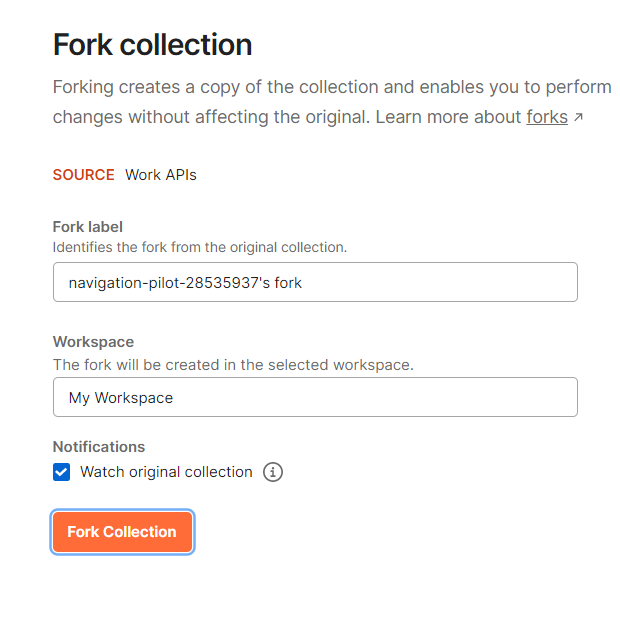 Fork collection
Forking creates a copy of the collection and enables you to perform
changes without affecting the original. Learn more about forks ↗
SOURCE Work APIs
Fork label
Identifies the fork from the original collection.
navigation-pilot-28535937's fork
Workspace
The fork will be created in the selected workspace.
My Workspace
Notifications
Watch original collection
Fork Collection